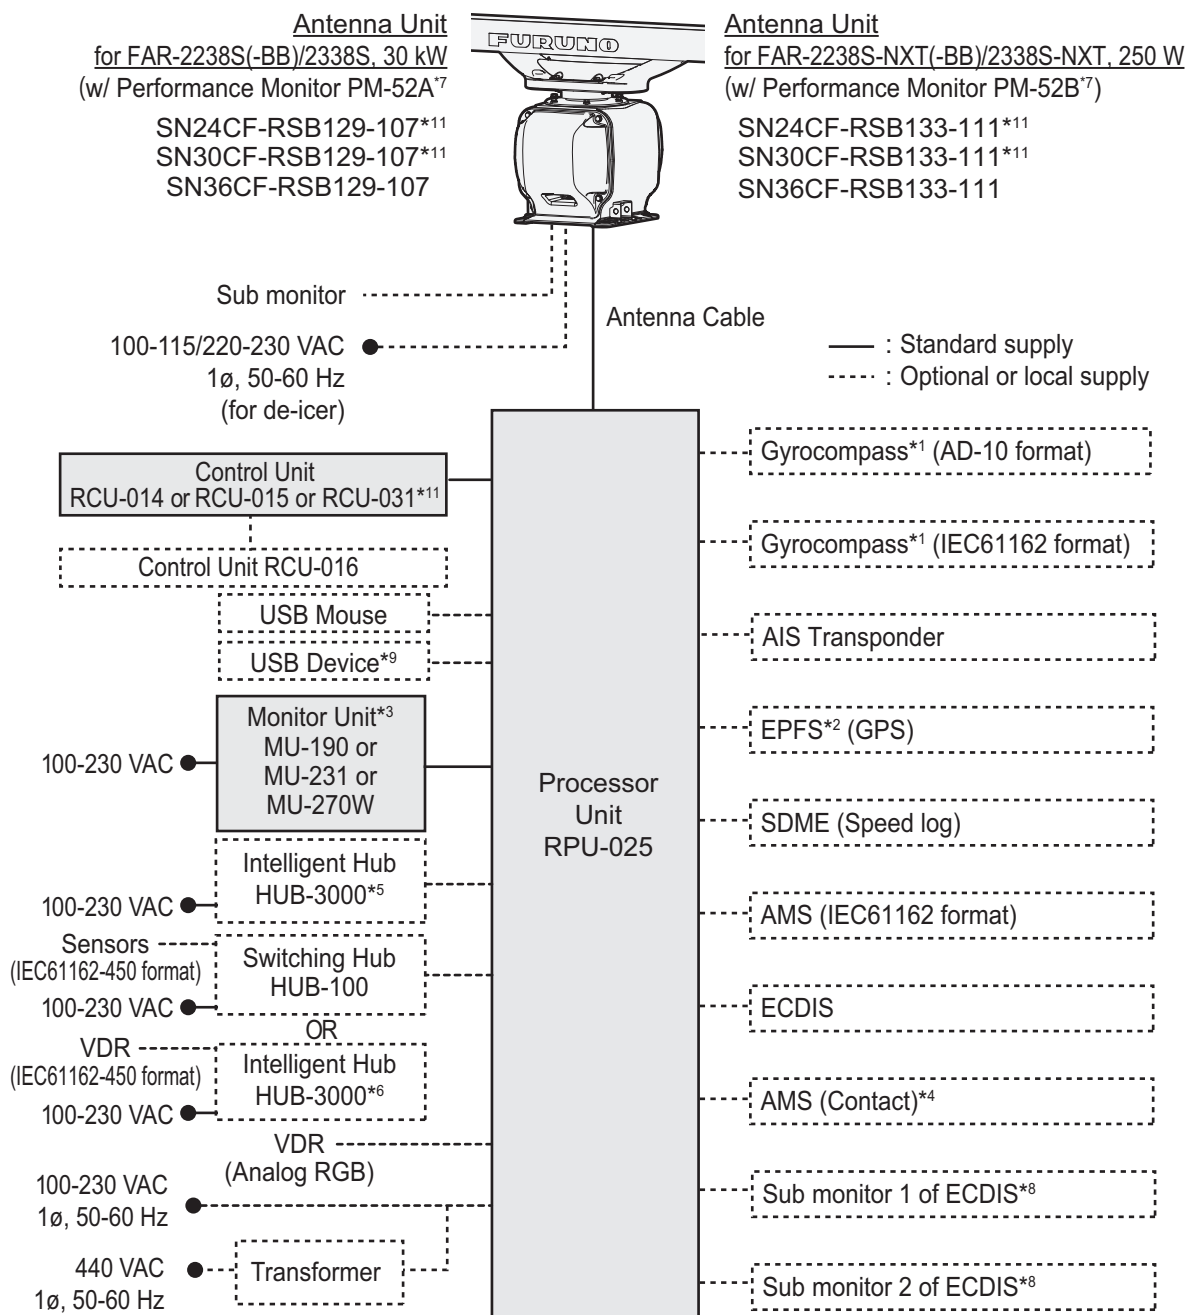 Antenna Unit
for FAR-2238S(-BB)/2338S, 30 kW
(w/ Performance Monitor PM-52A*7
SN24CF-RSB129-107*11
SN30CF-RSB129-107*11
SN36CF-RSB129-107
FURUNO
Antenna Unit
for FAR-2238S-NXT(-BB)/2338S-NXT, 250 W
(w/ Performance Monitor PM-52B*7)
SN24CF-RSB133-111*11
SN30CF-RSB133-111*11
SN36CF-RSB133-111
Sub monitor
100-115/220-230 VAC
1ø, 50-60 Hz
(for de-icer)
Antenna Cable
: Standard supply
: Optional or local supply
Control Unit
RCU-014 or RCU-015 or RCU-031*11
Control Unit RCU-016
USB Mouse
USB Device*9
Monitor Unit*3
MU-190 or
MU-231 or
MU-270W
100-230 VAC
Intelligent Hub
HUB-3000*5
100-230 VAC
Sensors
(IEC61162-450 format)
Switching Hub
HUB-100
100-230 VAC
OR
VDR
(IEC61162-450 format)
Intelligent Hub
HUB-3000*6
100-230 VAC
VDR
(Analog RGB)
100-230 VAC
1ø, 50-60 Hz
440 VAC
1ø, 50-60 Hz
Transformer
Processor
Unit
RPU-025
Gyrocompass*1 (AD-10 format)
Gyrocompass*1 (IEC61162 format)
AIS Transponder
EPFS*2 (GPS)
SDME (Speed log)
AMS (IEC61162 format)
ECDIS
AMS (Contact)*4
Sub monitor 1 of ECDIS*8
Sub monitor 2 of ECDIS*8